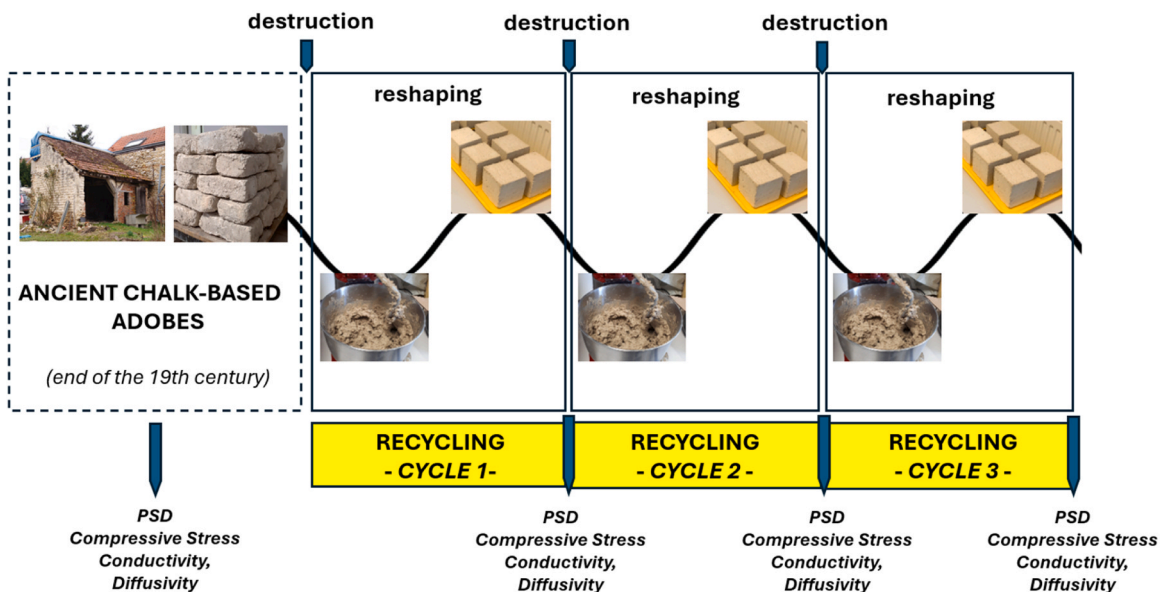 destruction
destruction
destruction
reshaping
reshaping
reshaping
ANCIENT CHALK-BASED
ADOBES
(end of the 19th century)
RECYCLING
- CYCLE 1-
RECYCLING
- CYCLE 2 -
RECYCLING
- CYCLE 3 -
PSD
Compressive Stress
Conductivity,
Diffusivity
PSD
Compressive Stress
Conductivity,
Diffusivity
PSD
Compressive Stress
Conductivity,
Diffusivity
PSD
Compressive Stress
Conductivity,
Diffusivity